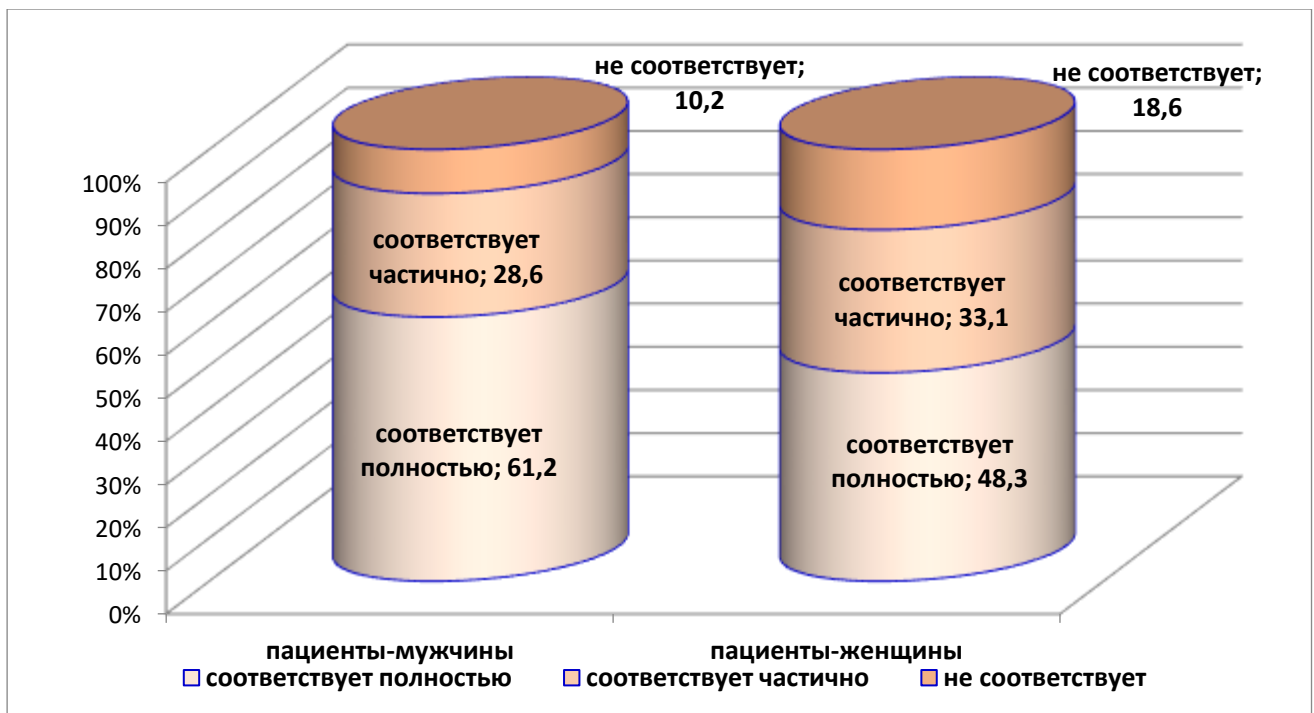 не соответствует;
10,2
не соответствует;
18,6
100%
90%
80%
70%
60%
50%
40%
30%
20%
10%
0%
соответствует
частично; 28,6
соответствует
частично; 33,1
соответствует
полностью; 61,2
соответствует
полностью; 48,3
пациенты-мужчины
пациенты-женщины
соответствует полностью
соответствует частично
не соответствует